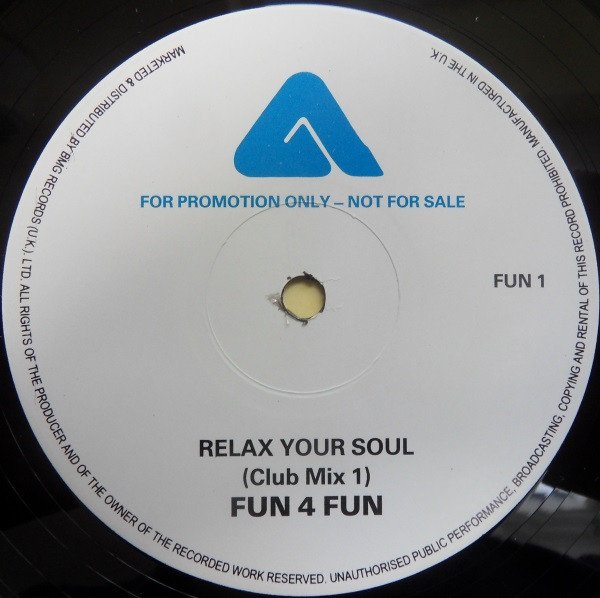 FOR PROMOTION ONLY – NOT FOR SALE
FUN 1
RELAX YOUR SOUL
(Club Mix 1)
FUN 4 FUN
MARKETED & DISTRIBUTED BY BMG RECORDS (U.K.) LTD. ALL RIGHTS OF THE PRODUCER AND OF THE OWNER OF THE RECORDED WORK RESERVED. UNAUTHORISED PUBLIC PERFORMANCE, BROADCASTING, COPYING AND RENTAL OF THIS RECORD PROHIBITED. MANUFACTURED IN THE U.K.